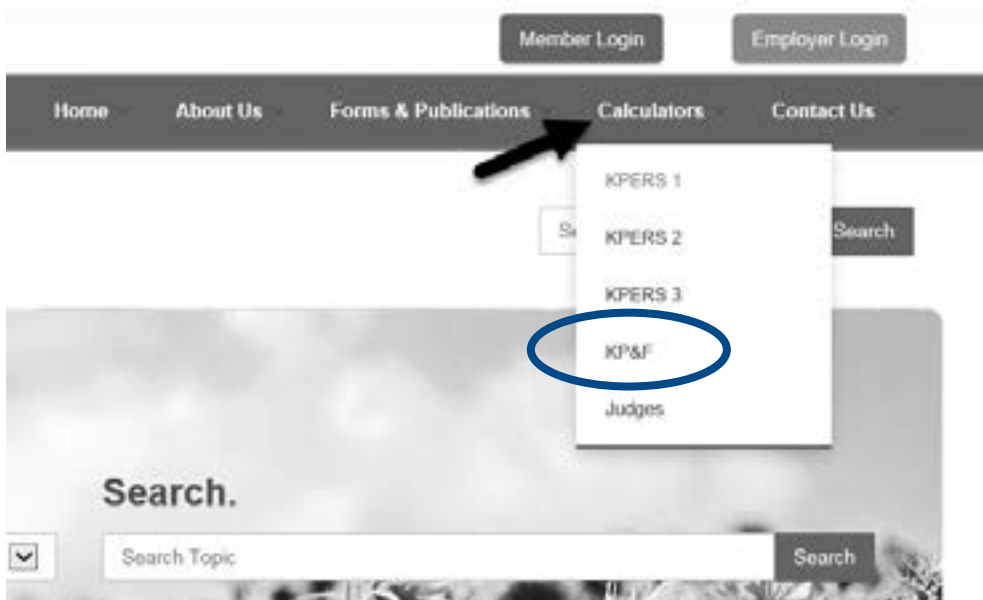 Member Login Employer Login
Home About Us Forms & Publications Calculators Contact Us
KPERS 1
Search
KPERS 2
KPERS 3
KP&F
Judges
Search.
Search Topic Search